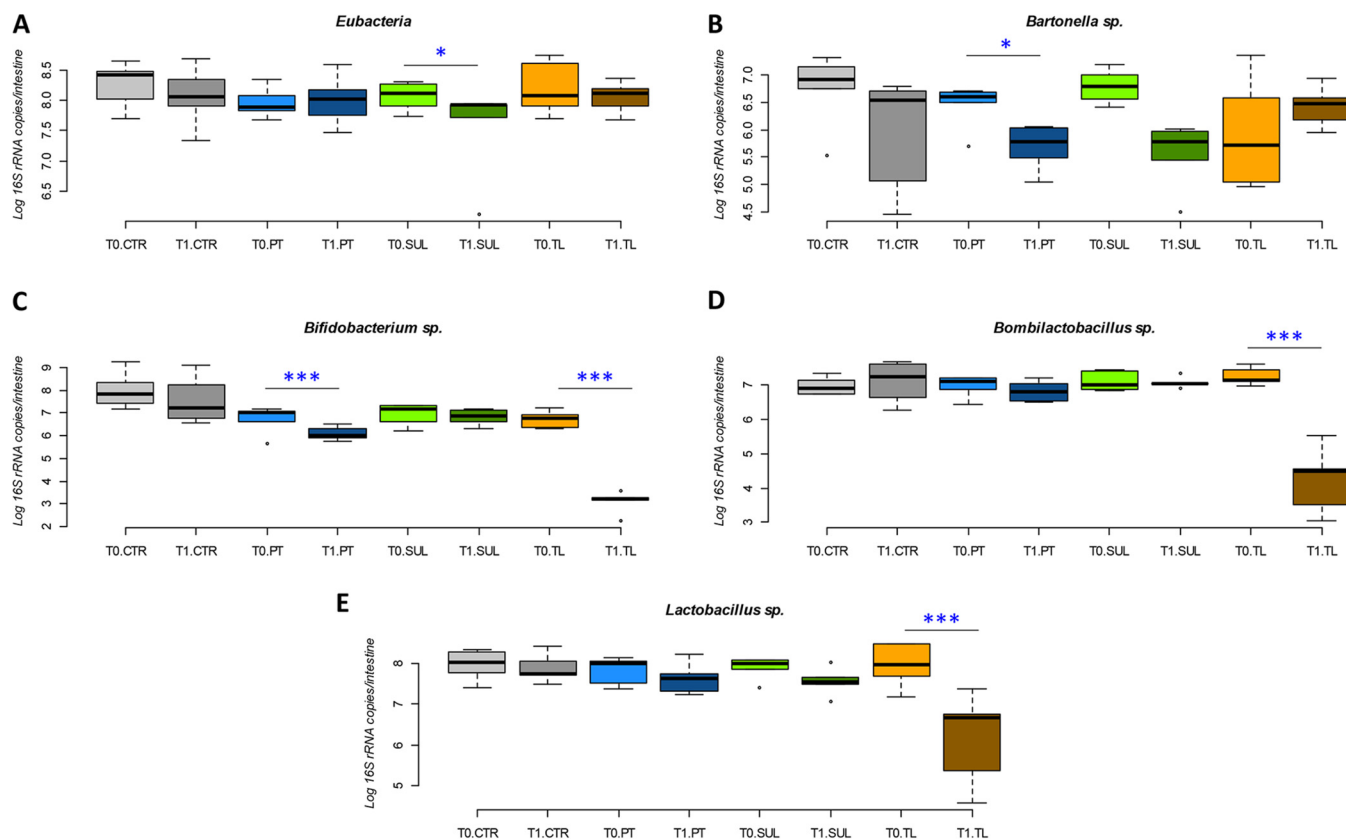 A
Eubacteria
Log 16S rRNA copies/intestine
8.5
8.0
7.5
7.0
6.5
*
T0.CTR T1.CTR T0.PT T1.PT T0.SUL T1.SUL T0.TL T1.TL
B
Bartonella sp.
Log 16S rRNA copies/intestine
7.0
6.5
6.0
5.5
5.0
4.5
*
T0.CTR T1.CTR T0.PT T1.PT T0.SUL T1.SUL T0.TL T1.TL
C
Bifidobacterium sp.
Log 16S rRNA copies/intestine
9
8
7
6
5
4
3
2
*** ***
T0.CTR T1.CTR T0.PT T1.PT T0.SUL T1.SUL T0.TL T1.TL
D
Bombilactobacillus sp.
Log 16S rRNA copies/intestine
7
6
5
4
3
***
T0.CTR T1.CTR T0.PT T1.PT T0.SUL T1.SUL T0.TL T1.TL
E
Lactobacillus sp.
Log 16S rRNA copies/intestine
8
7
6
5
***
T0.CTR T1.CTR T0.PT T1.PT T0.SUL T1.SUL T0.TL T1.TL